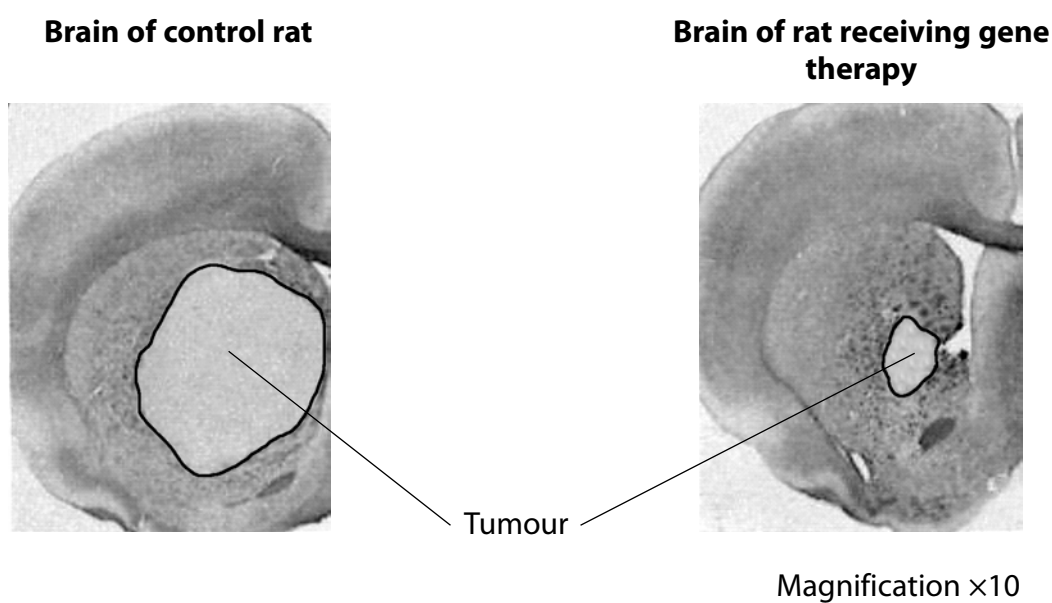 Brain of control rat
Brain of rat receiving gene
therapy
Tumour
Magnification ×10